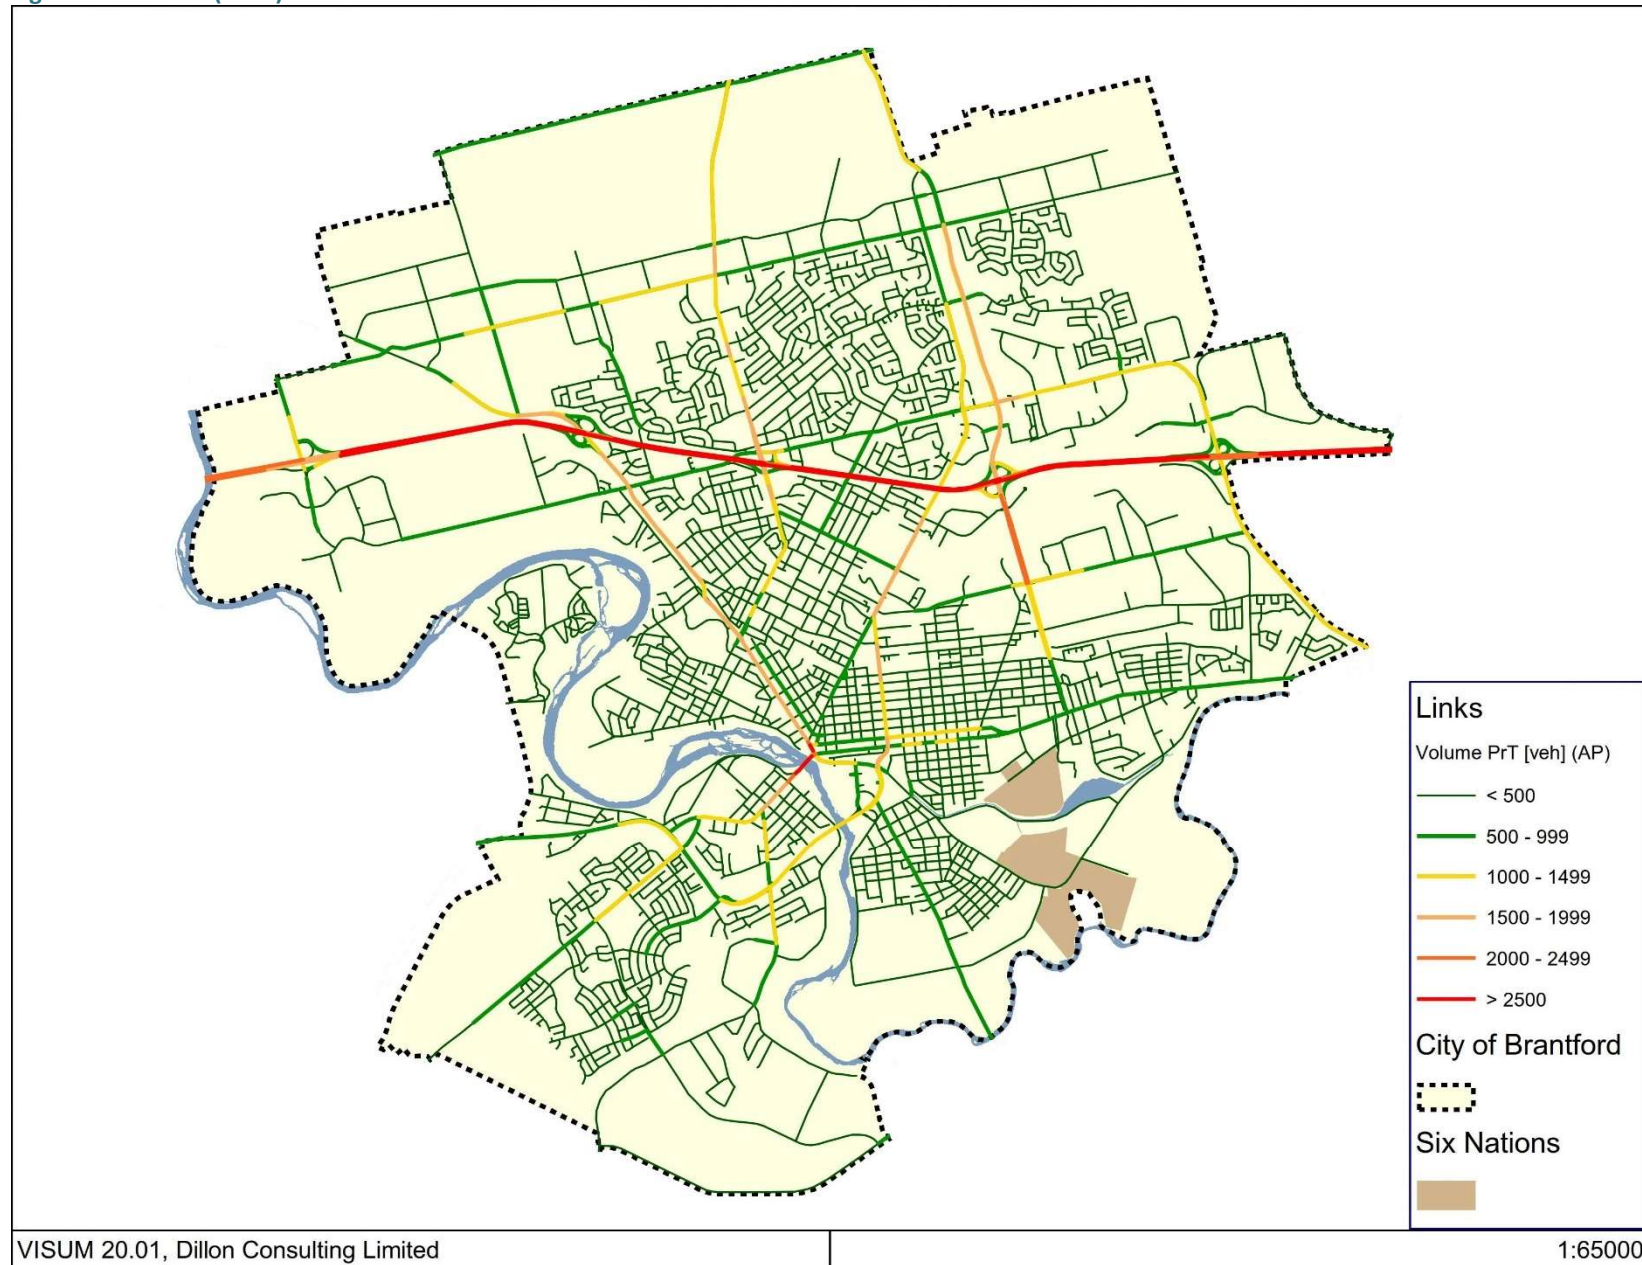 Links
Volume PrT [veh] (AP)
< 500
500 - 999
1000 - 1499
1500 - 1999
2000 - 2499
> 2500
City of Brantford
Six Nations
VISUM 20.01, Dillon Consulting Limited
1:65000